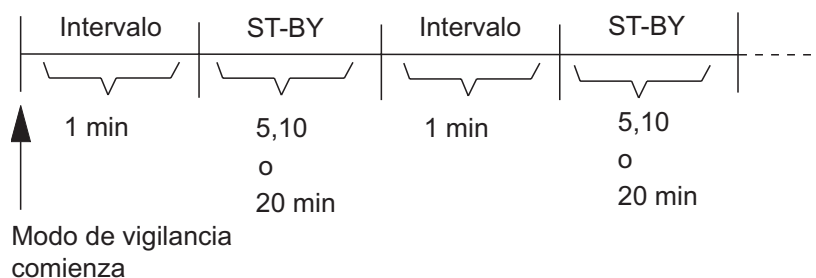 Intervalo ST-BY Intervalo ST-BY
1 min 5,10 1 min 5,10
o o
20 min 20 min
Modo de vigilancia
comienza